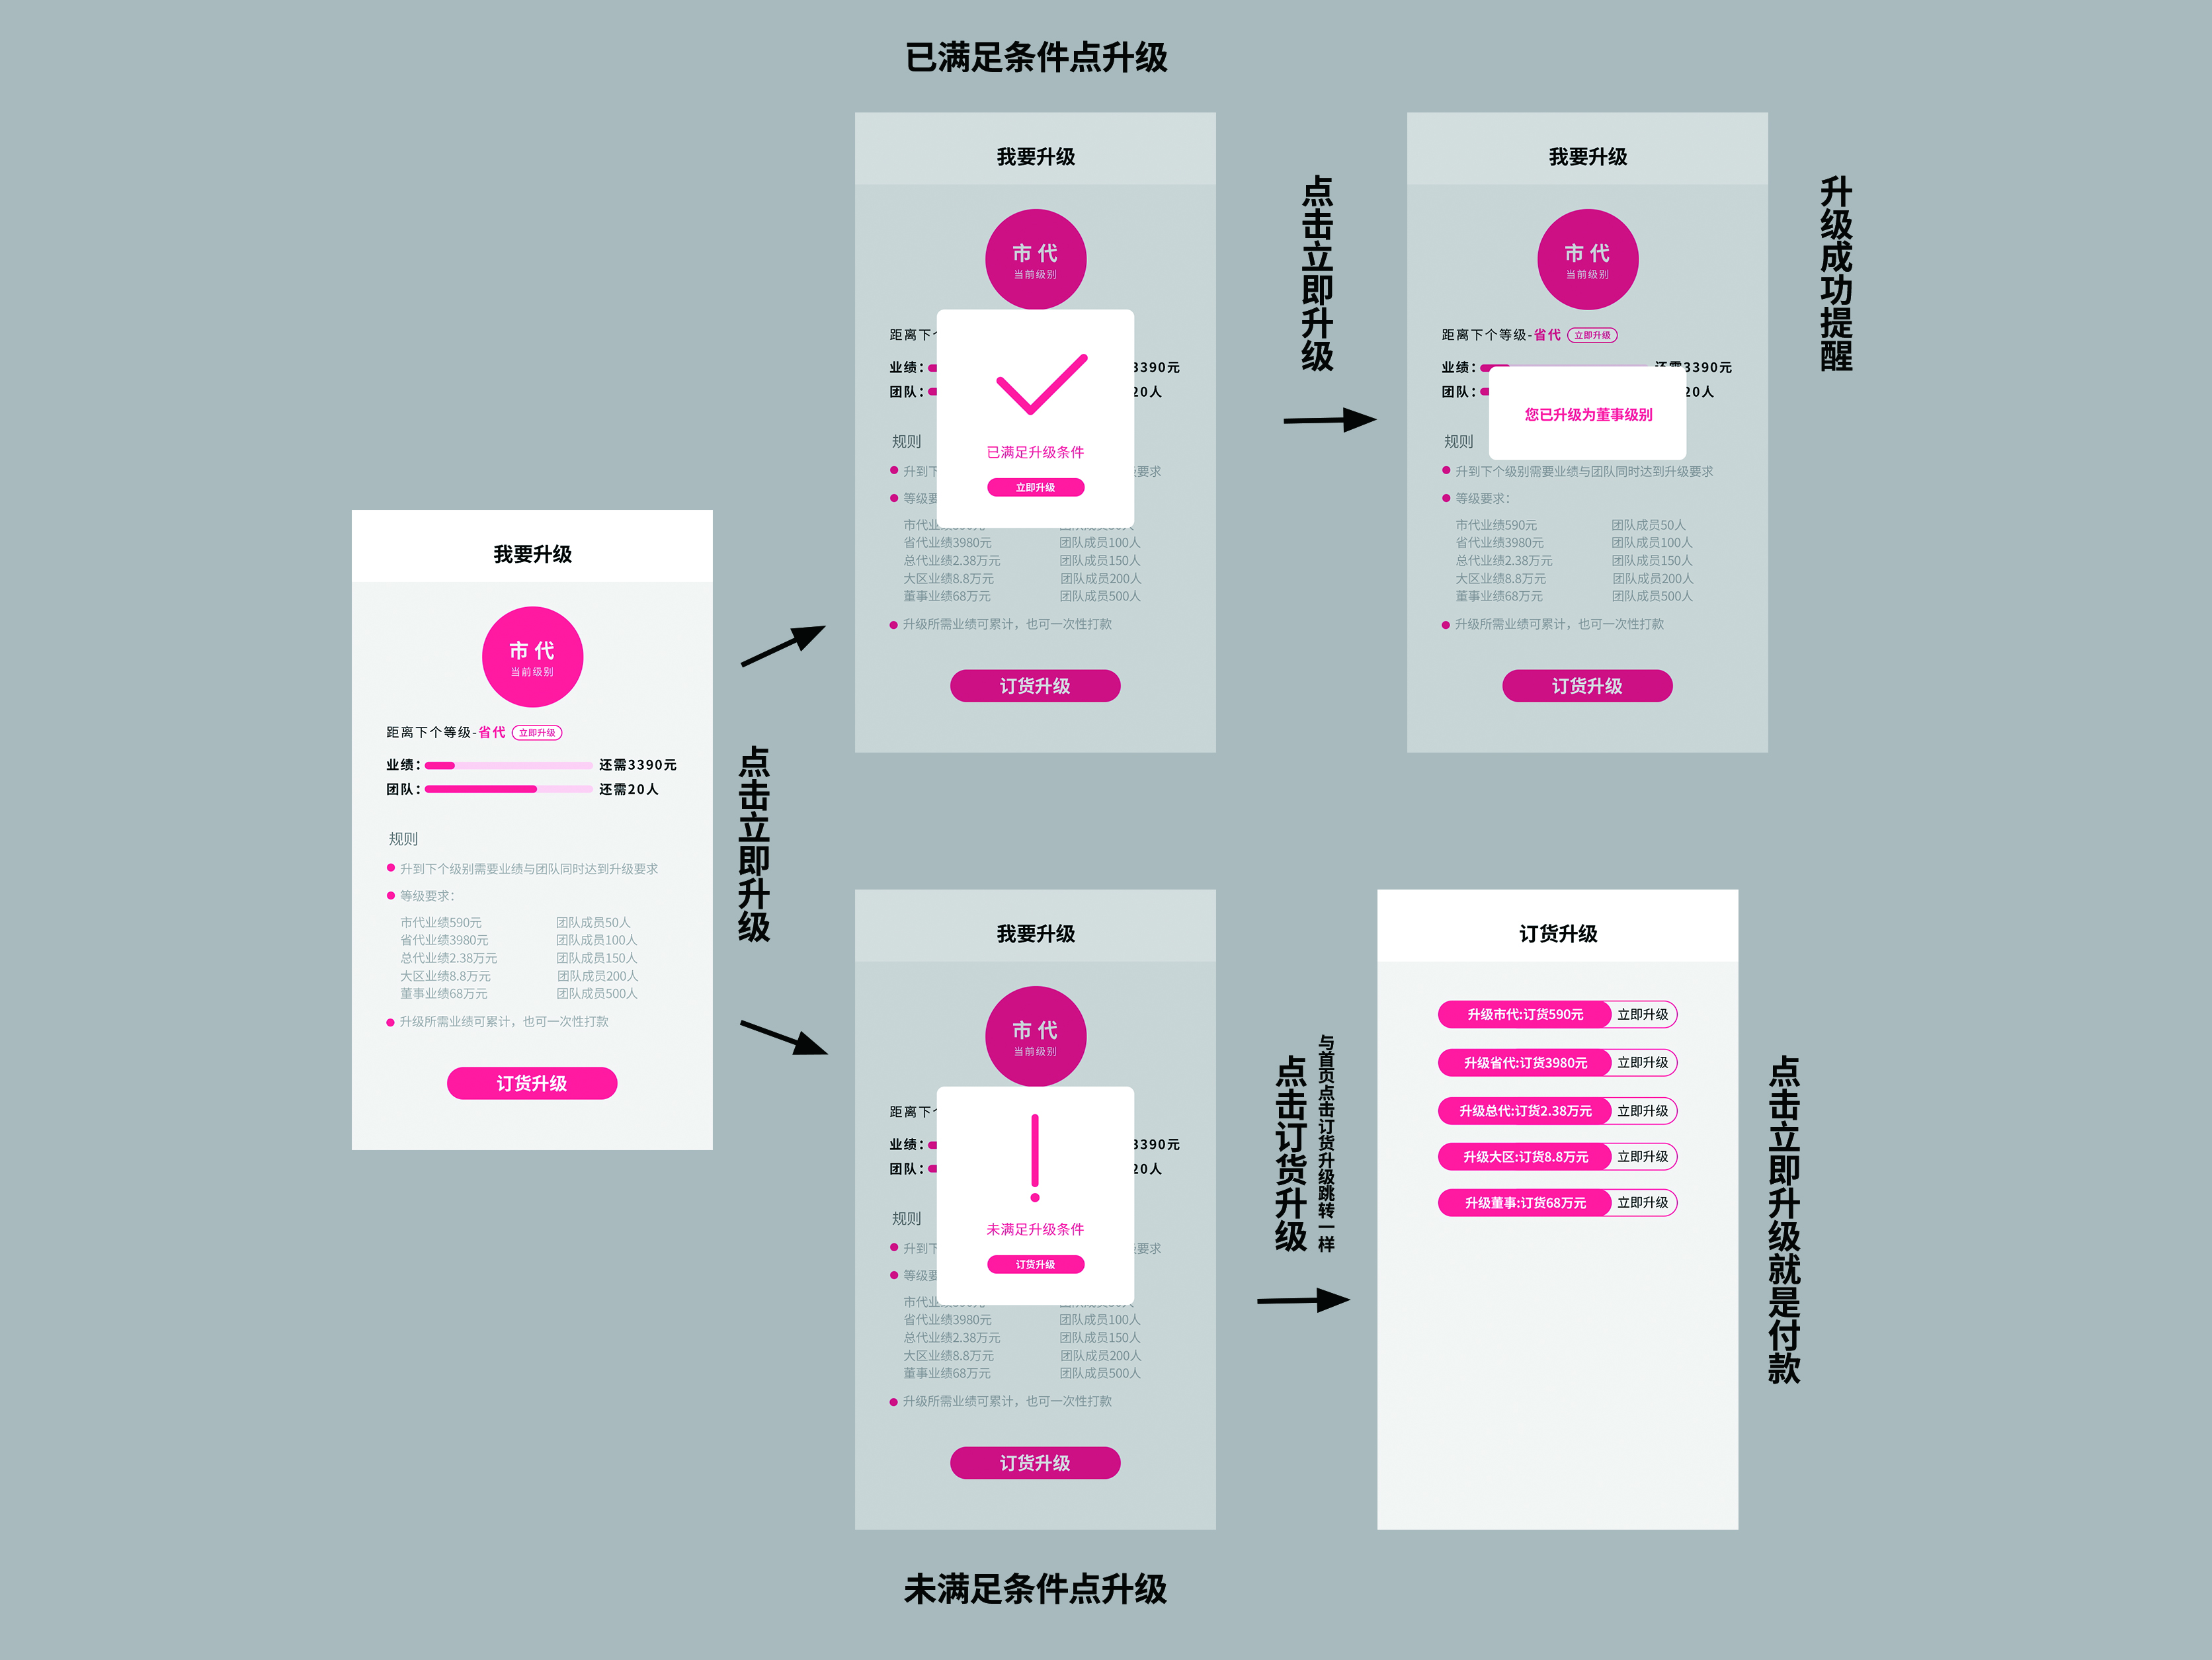 已满足条件点升级
我要升级
市 代
当前级别
距离下个等级-省代 立即升级
业绩： 还需3390元
团队： 还需20人
规则
升到下个级别需要业绩与团队同时达到升级要求
等级要求：
市代业绩590元 团队成员50人
省代业绩3980元 团队成员100人
总代业绩2.38万元 团队成员150人
大区业绩8.8万元 团队成员200人
董事业绩68万元 团队成员500人
升级所需业绩可累计，也可一次性打款
订货升级
点击立即升级
我要升级
市 代
当前级别
距离下
业绩： 3390元
团队： 20人
已满足升级条件
立即升级
规则
升到下 要求
等级要
市代业
省代业绩3980元 团队成员100人
总代业绩2.38万元 团队成员150人
大区业绩8.8万元 团队成员200人
董事业绩68万元 团队成员500人
升级所需业绩可累计，也可一次性打款
订货升级
点击立即升级
我要升级
市 代
当前级别
距离下个等级-省代 立即升级
业绩： 还需3390元
团队： 20人
您已升级为董事级别
规则
升到下个级别需要业绩与团队同时达到升级要求
等级要求：
市代业绩590元 团队成员50人
省代业绩3980元 团队成员100人
总代业绩2.38万元 团队成员150人
大区业绩8.8万元 团队成员200人
董事业绩68万元 团队成员500人
升级所需业绩可累计，也可一次性打款
订货升级
升级成功提醒
我要升级
市 代
当前级别
距离下
业绩： 3390元
团队： 20人
未满足升级条件
订货升级
规则
升到下 要求
等级要
市代业
省代业绩3980元 团队成员100人
总代业绩2.38万元 团队成员150人
大区业绩8.8万元 团队成员200人
董事业绩68万元 团队成员500人
升级所需业绩可累计，也可一次性打款
订货升级
点击订货升级
与首页点击订货升级跳转一样
订货升级
升级市代:订货590元 立即升级
升级省代:订货3980元 立即升级
升级总代:订货2.38万元 立即升级
升级大区:订货8.8万元 立即升级
升级董事:订货68万元 立即升级
点击立即升级就是付款
未满足条件点升级